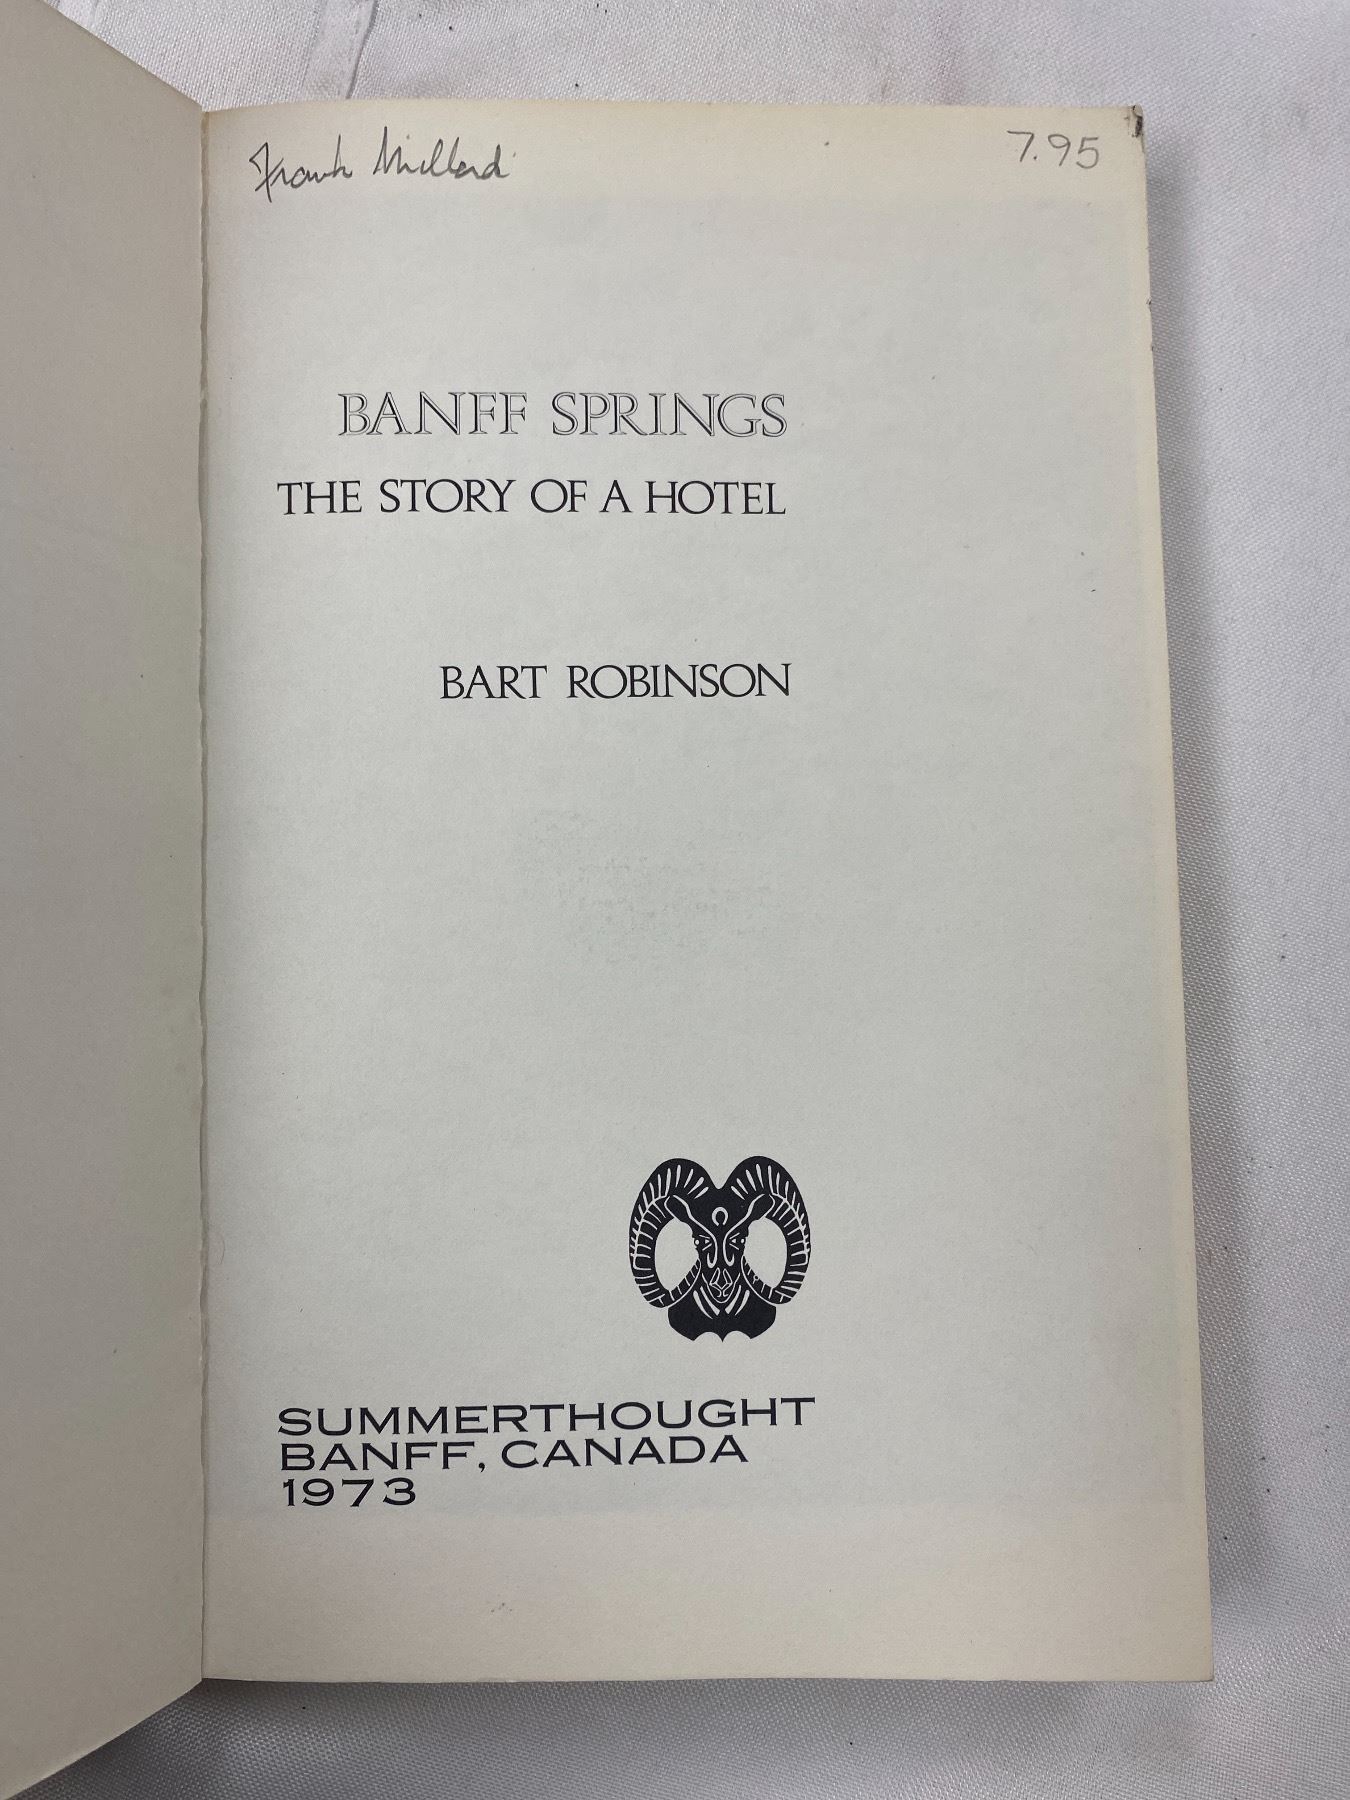 Frank Millard
7.95
BANFF SPRINGS
THE STORY OF A HOTEL
BART ROBINSON
SUMMERTHOUGHT
BANFF, CANADA
1973